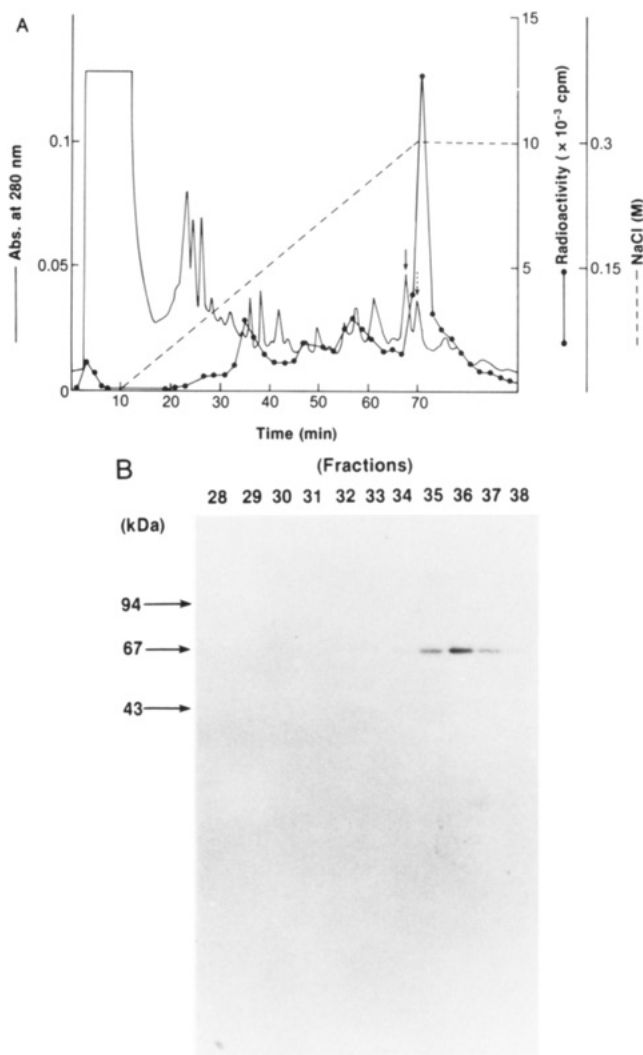 A
Abs. at 280 nm
0.1
0.05
0
10
20
30
40
50
60
70
Time (min)
15
10
5
Radioactivity (× 10⁻³ cpm)
0.3
0.15
NaCl (M)
B
(Fractions)
28 29 30 31 32 33 34 35 36 37 38
(kDa)
94
67
43